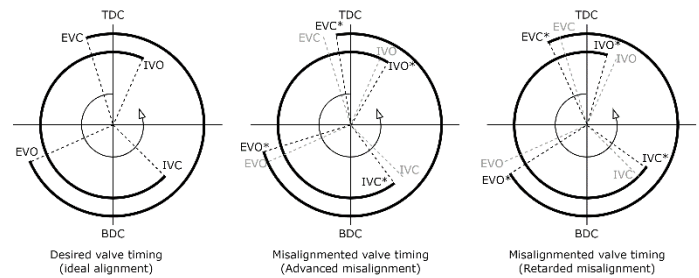 TDC
EVC
IVO
EVO
IVC
BDC
Desired valve timing
(ideal alignment)
TDC
EVC*
EVC
IVO
IVO*
EVO*
EVO
IVC
IVC*
BDC
Misalignmented valve timing
(Advanced misalignment)
TDC
EVC
EVC*
IVO*
IVO
EVO
EVO*
IVC*
IVC
BDC
Misalignmented valve timing
(Retarded misalignment)